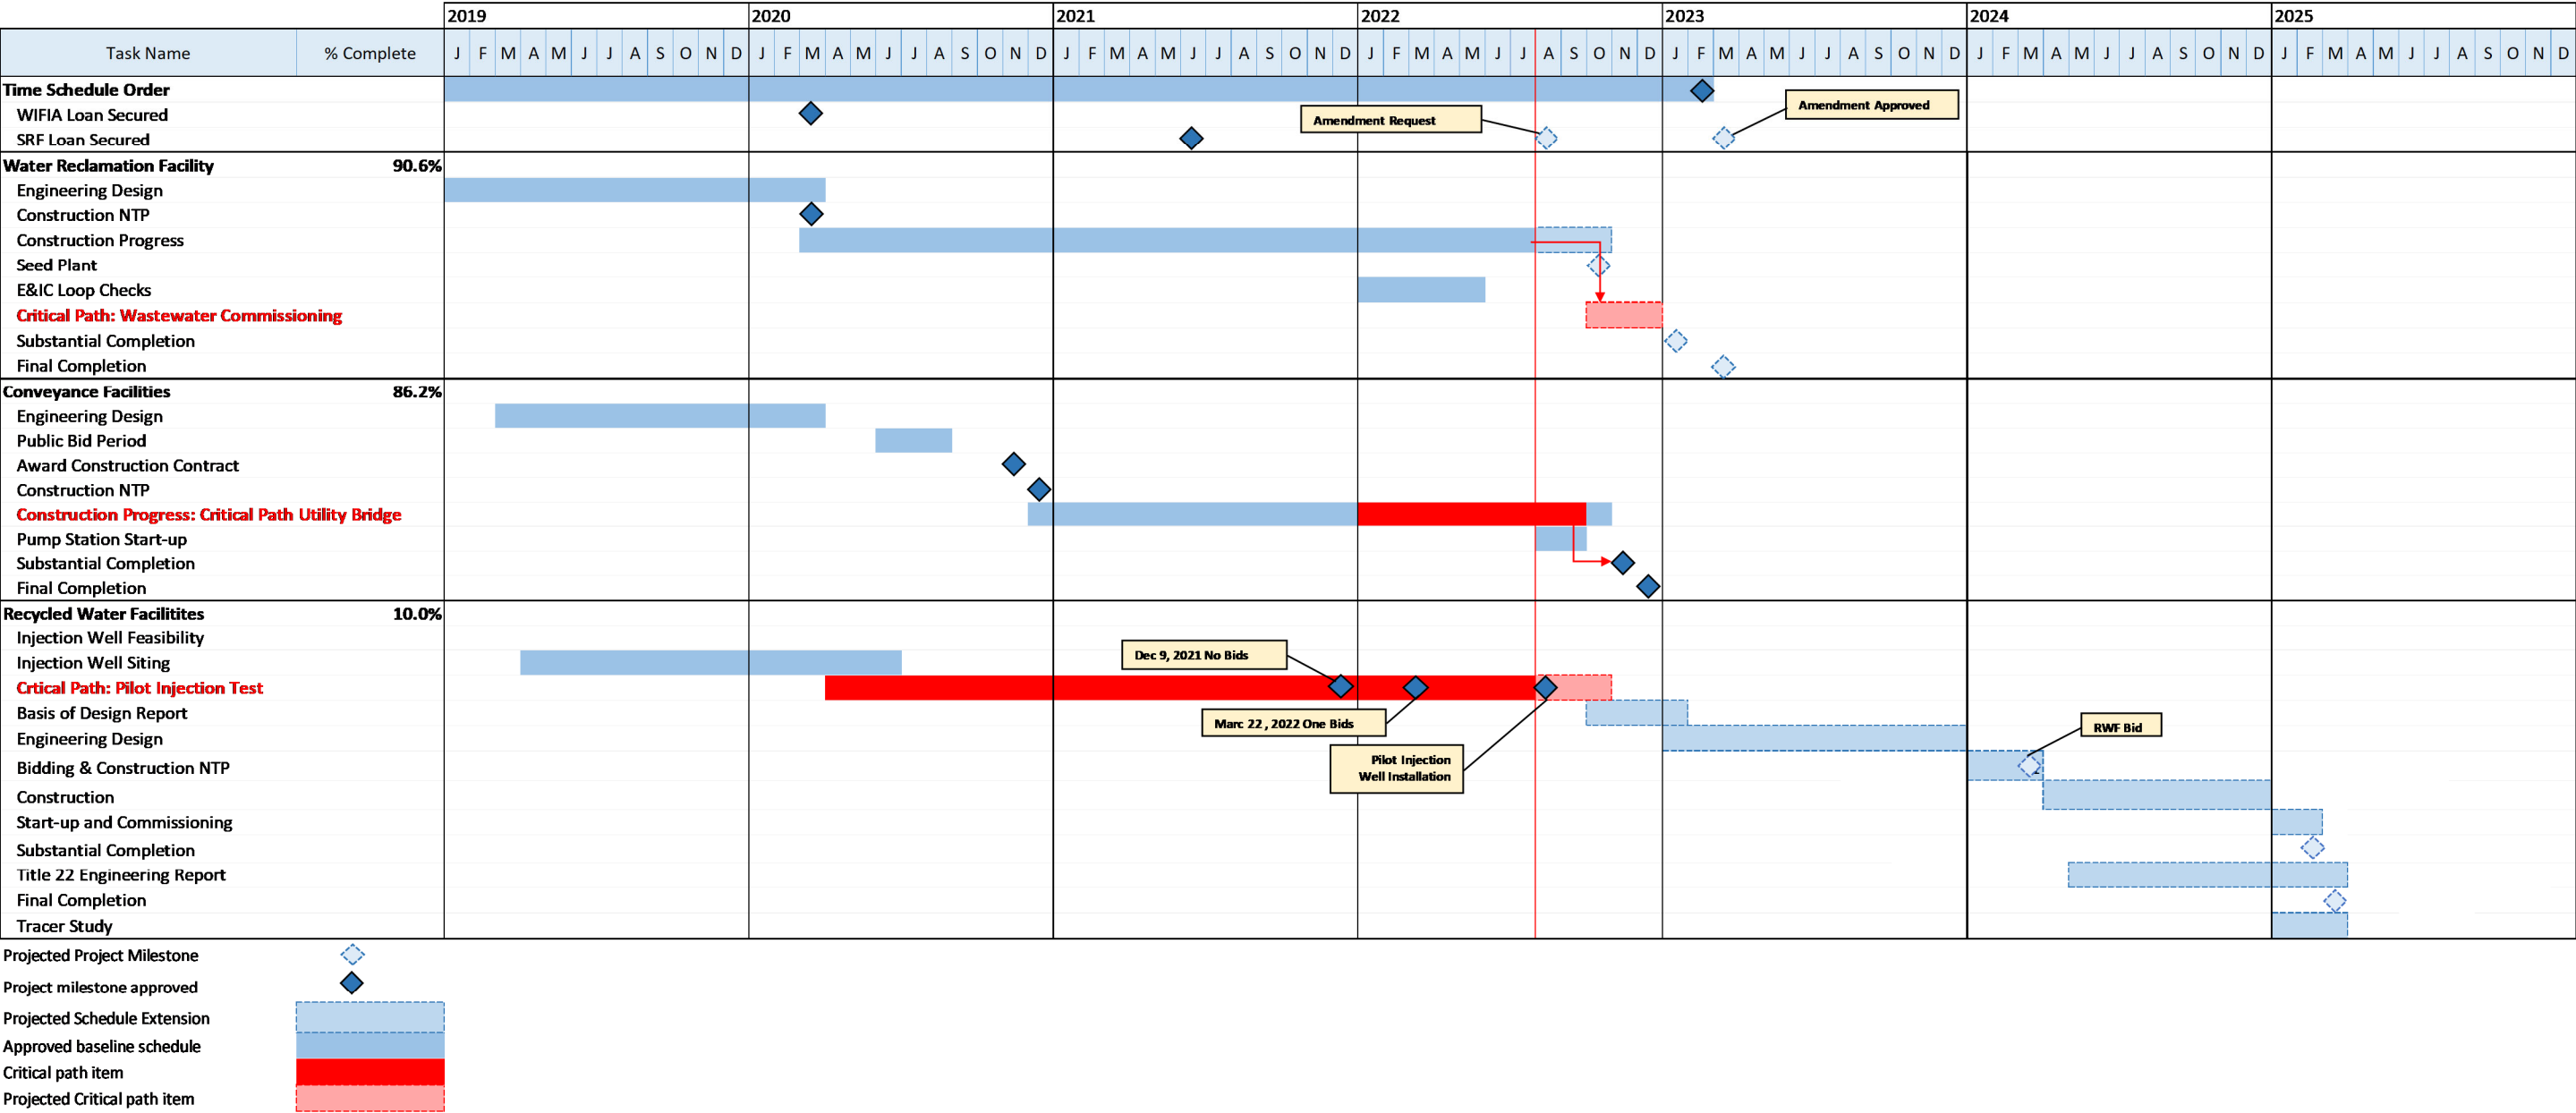 2019 2020 2021 2022 2023 2024 2025
Task Name % Complete J F M A M J J A S O N D J F M A M J J A S O N D J F M A M J J A S O N D J F M A M J J A S O N D J F M A M J J A S O N D J F M A M J J A S O N D J F M A M J J A S O N D
Time Schedule Order
WIFIA Loan Secured
Amendment Request
Amendment Approved
SRF Loan Secured
Water Reclamation Facility 90.6%
Engineering Design
Construction NTP
Construction Progress
Seed Plant
E&IC Loop Checks
Critical Path: Wastewater Commissioning
Substantial Completion
Final Completion
Conveyance Facilities 86.2%
Engineering Design
Public Bid Period
Award Construction Contract
Construction NTP
Construction Progress: Critical Path Utility Bridge
Pump Station Start-up
Substantial Completion
Final Completion
Recycled Water Facilitites 10.0%
Injection Well Feasibility
Dec 9, 2021 No Bids
Injection Well Siting
Crtical Path: Pilot Injection Test
Basis of Design Report
Marc 22, 2022 One Bids
RWF Bid
Engineering Design
Pilot Injection
Well Installation
Bidding & Construction NTP
Construction
Start-up and Commissioning
Substantial Completion
Title 22 Engineering Report
Final Completion
Tracer Study
Projected Project Milestone
Project milestone approved
Projected Schedule Extension
Approved baseline schedule
Critical path item
Projected Critical path item